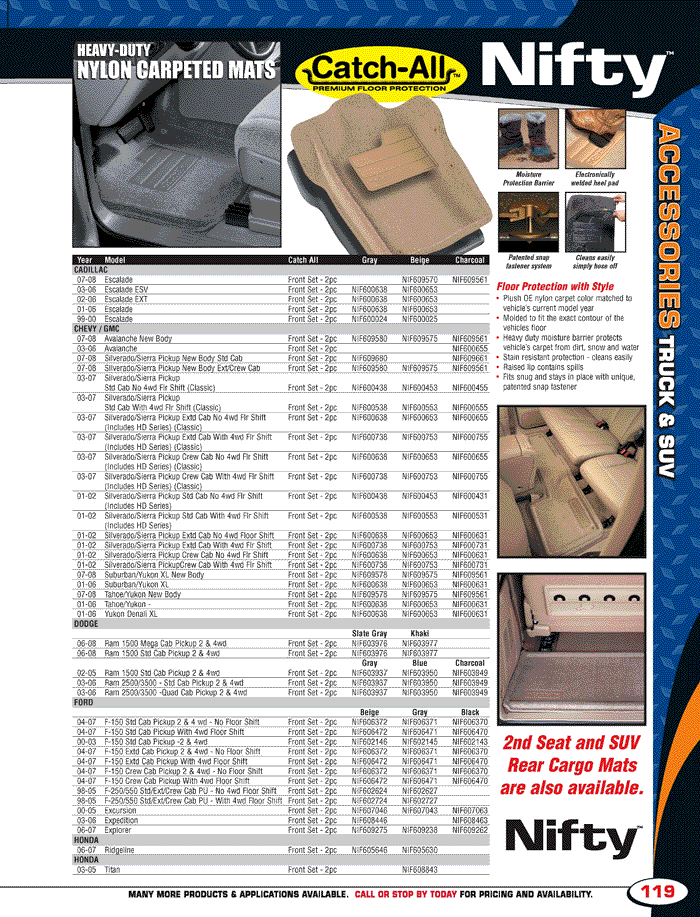 HEAVY-DUTY
NYLON CARPETED MATS
Catch-All™
PREMIUM FLOOR PROTECTION
Nifty™
Moisture
Protection Barrier
Electronically
welded heel pad
Patented snap
fastener system
Cleans easily
simply hose off
ACCESSORIES TRUCK & SUV
Year Model Catch All Gray Beige Charcoal
CADILLAC
07-08 Escalade Front Set - 2pc NIF609570 NIF609561
03-06 Escalade ESV Front Set - 2pc NIF600638 NIF600653
02-06 Escalade EXT Front Set - 2pc NIF600638 NIF600653
01-06 Escalade Front Set - 2pc NIF600638 NIF600653
99-00 Escalade Front Set - 2pc NIF600024 NIF600025
CHEVY / GMC
07-08 Avalanche New Body Front Set - 2pc NIF609580 NIF609575 NIF609561
03-06 Avalanche Front Set - 2pc NIF600655
07-08 Silverado/Sierra Pickup New Body Std Cab Front Set - 2pc NIF609680 NIF609661
07-08 Silverado/Sierra Pickup New Body Ext/Crew Cab Front Set - 2pc NIF609580 NIF609575 NIF609561
03-07 Silverado/Sierra Pickup
Std Cab No 4wd Flr Shift (Classic) Front Set - 2pc NIF600438 NIF600453 NIF600455
03-07 Silverado/Sierra Pickup
Std Cab With 4wd Flr Shift (Classic) Front Set - 2pc NIF600538 NIF600553 NIF600555
03-07 Silverado/Sierra Pickup Extd Cab No 4wd Flr Shift Front Set - 2pc NIF600638 NIF600653 NIF600655
(Includes HD Series) (Classic)
03-07 Silverado/Sierra Pickup Extd Cab With 4wd Flr Shift Front Set - 2pc NIF600738 NIF600753 NIF600755
(Includes HD Series) (Classic)
03-07 Silverado/Sierra Pickup Crew Cab No 4wd Flr Shift Front Set - 2pc NIF600638 NIF600653 NIF600655
(Includes HD Series) (Classic)
03-07 Silverado/Sierra Pickup Crew Cab With 4wd Flr Shift Front Set - 2pc NIF600738 NIF600753 NIF600755
(Includes HD Series) (Classic)
01-02 Silverado/Sierra Pickup Std Cab No 4wd Flr Shift Front Set - 2pc NIF600438 NIF600453 NIF600431
(Includes HD Series)
01-02 Silverado/Sierra Pickup Std Cab With 4wd Flr Shift Front Set - 2pc NIF600538 NIF600553 NIF600531
(Includes HD Series)
01-02 Silverado/Sierra Pickup Extd Cab No 4wd Floor Shift Front Set - 2pc NIF600638 NIF600653 NIF600631
01-02 Silverado/Sierra Pickup Extd Cab With 4wd Flr Shift Front Set - 2pc NIF600738 NIF600753 NIF600731
01-02 Silverado/Sierra Pickup Crew Cab No 4wd Flr Shift Front Set - 2pc NIF600638 NIF600653 NIF600631
01-02 Silverado/Sierra PickupCrew Cab With 4wd Flr Shift Front Set - 2pc NIF600738 NIF600753 NIF600731
07-08 Suburban/Yukon XL New Body Front Set - 2pc NIF609578 NIF609575 NIF609561
01-06 Suburban/Yukon XL Front Set - 2pc NIF600638 NIF600653 NIF600631
07-08 Tahoe/Yukon New Body Front Set - 2pc NIF609578 NIF609575 NIF609561
01-06 Tahoe/Yukon - Front Set - 2pc NIF600638 NIF600653 NIF600631
01-06 Yukon Denali XL Front Set - 2pc NIF600638 NIF600653 NIF600631
DODGE
Slate Gray Khaki
06-08 Ram 1500 Mega Cab Pickup 2 & 4wd Front Set - 2pc NIF603976 NIF603977
06-08 Ram 1500 Std Cab Pickup 2 & 4wd Front Set - 2pc NIF603976 NIF603977
Gray Blue Charcoal
02-05 Ram 1500 Std Cab Pickup 2 & 4wd Front Set - 2pc NIF603937 NIF603950 NIF603949
03-06 Ram 2500/3500 - Std Cab Pickup 2 & 4wd Front Set - 2pc NIF603937 NIF603950 NIF603949
03-06 Ram 2500/3500 -Quad Cab Pickup 2 & 4wd Front Set - 2pc NIF603937 NIF603950 NIF603949
FORD
Beige Gray Black
04-07 F-150 Std Cab Pickup 2 & 4 wd - No Floor Shift Front Set - 2pc NIF606372 NIF606371 NIF606370
04-07 F-150 Std Cab Pickup With 4wd Floor Shift Front Set - 2pc NIF606472 NIF606471 NIF606470
00-03 F-150 Std Cab Pickup -2 & 4wd Front Set - 2pc NIF602146 NIF602145 NIF602143
04-07 F-150 Extd Cab Pickup 2 & 4wd - No Floor Shift Front Set - 2pc NIF606372 NIF606371 NIF606370
04-07 F-150 Extd Cab Pickup With 4wd Floor Shift Front Set - 2pc NIF606472 NIF606471 NIF606470
04-07 F-150 Crew Cab Pickup 2 & 4wd - No Floor Shift Front Set - 2pc NIF606372 NIF606371 NIF606370
04-07 F-150 Crew Cab Pickup With 4wd Floor Shift Front Set - 2pc NIF606472 NIF606471 NIF606470
98-05 F-250/550 Std/Ext/Crew Cab PU - No 4wd Floor Shift Front Set - 2pc NIF602624 NIF602627
98-05 F-250/550 Std/Ext/Crew Cab PU - With 4wd Floor Shift Front Set - 2pc NIF602724 NIF602727
00-05 Excursion Front Set - 2pc NIF607046 NIF607043 NIF607063
03-06 Expedition Front Set - 2pc NIF608446 NIF608463
06-07 Explorer Front Set - 2pc NIF609275 NIF609238 NIF609262
HONDA
06-07 Ridgeline Front Set - 2pc NIF605646 NIF605630
HONDA
03-05 Titan Front Set - 2pc NIF608843
Floor Protection with Style
• Plush OE nylon carpet color matched to
vehicle's current model year
• Molded to fit the exact contour of the
vehicles floor
• Heavy duty moisture barrier protects
vehicle's carpet from dirt, snow and water
• Stain resistant protection - cleans easily
• Raised lip contains spills
• Fits snug and stays in place with unique,
patented snap fastener
2nd Seat and SUV
Rear Cargo Mats
are also available.
Nifty™
MANY MORE PRODUCTS & APPLICATIONS AVAILABLE. CALL OR STOP BY TODAY FOR PRICING AND AVAILABILITY.
119